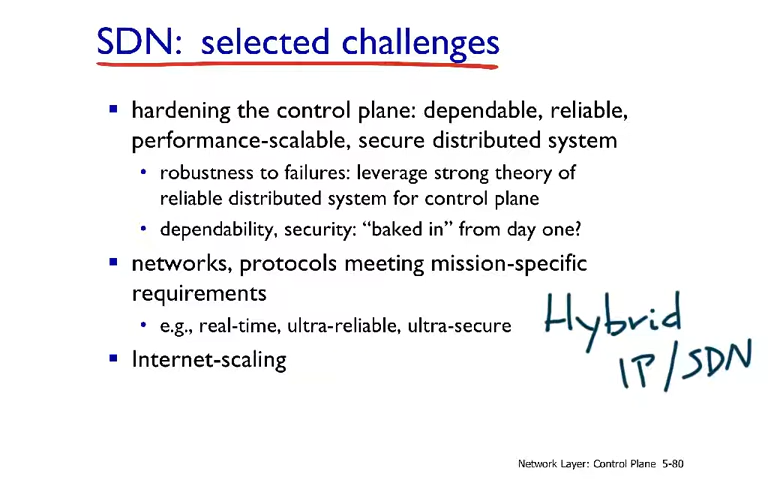 SDN: selected challenges
▪ hardening the control plane: dependable, reliable,
performance-scalable, secure distributed system
• robustness to failures: leverage strong theory of
reliable distributed system for control plane
• dependability, security: “baked in” from day one?
▪ networks, protocols meeting mission-specific
requirements
• e.g., real-time, ultra-reliable, ultra-secure
Hybrid
IP/SDN
▪ Internet-scaling
Network Layer: Control Plane 5-80